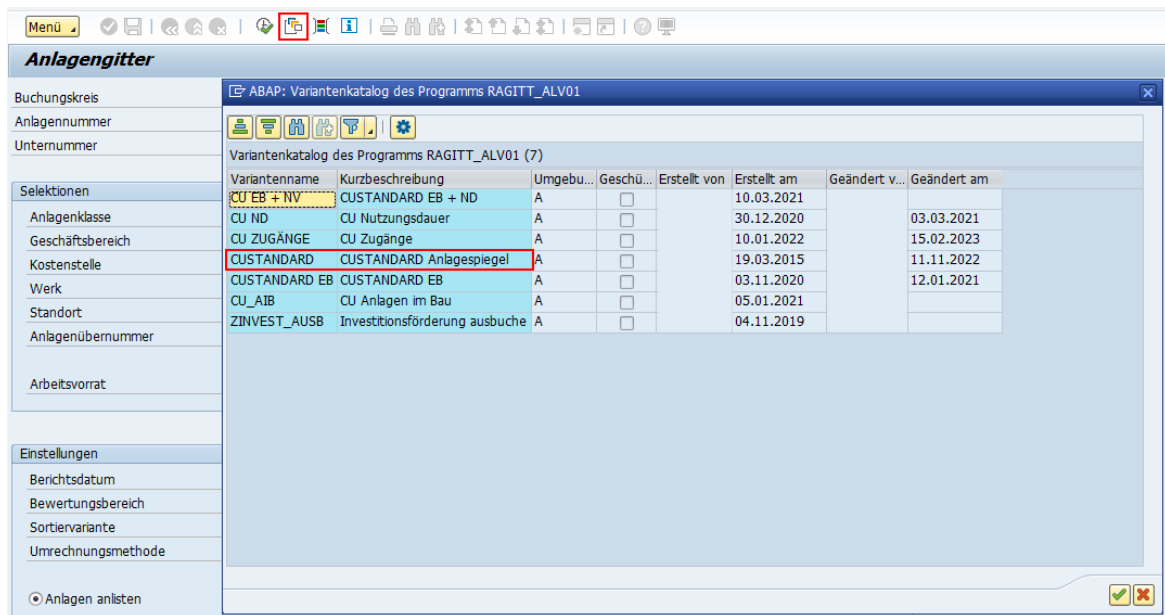 Menü
Anlagengitter
Buchungskreis
Anlagennummer
Unternummer
Selektionen
Anlagenklasse
Geschäftsbereich
Kostenstelle
Werk
Standort
Anlagenübernummer
Arbeitsvorrat
Einstellungen
Berichtsdatum
Bewertungsbereich
Sortiervariante
Umrechnungsmethode
Anlagen anlisten
ABAP: Variantenkatalog des Programms RAGITT_ALV01
Variantenkatalog des Programms RAGITT_ALV01 (7)
Variantenname Kurzbeschreibung Umgebu... Geschü... Erstellt von Erstellt am Geändert v... Geändert am
CU EB + NV CUSTANDARD EB + ND A 10.03.2021
CU ND CU Nutzungsdauer A 30.12.2020 03.03.2021
CU ZUGÄNGE CU Zugänge A 10.01.2022 15.02.2023
CUSTANDARD CUSTANDARD Anlagespiegel A 19.03.2015 11.11.2022
CUSTANDARD EB CUSTANDARD EB A 03.11.2020 12.01.2021
CU_AIB CU Anlagen im Bau A 05.01.2021
ZINVEST_AUSB Investitionsförderung ausbuche A 04.11.2019